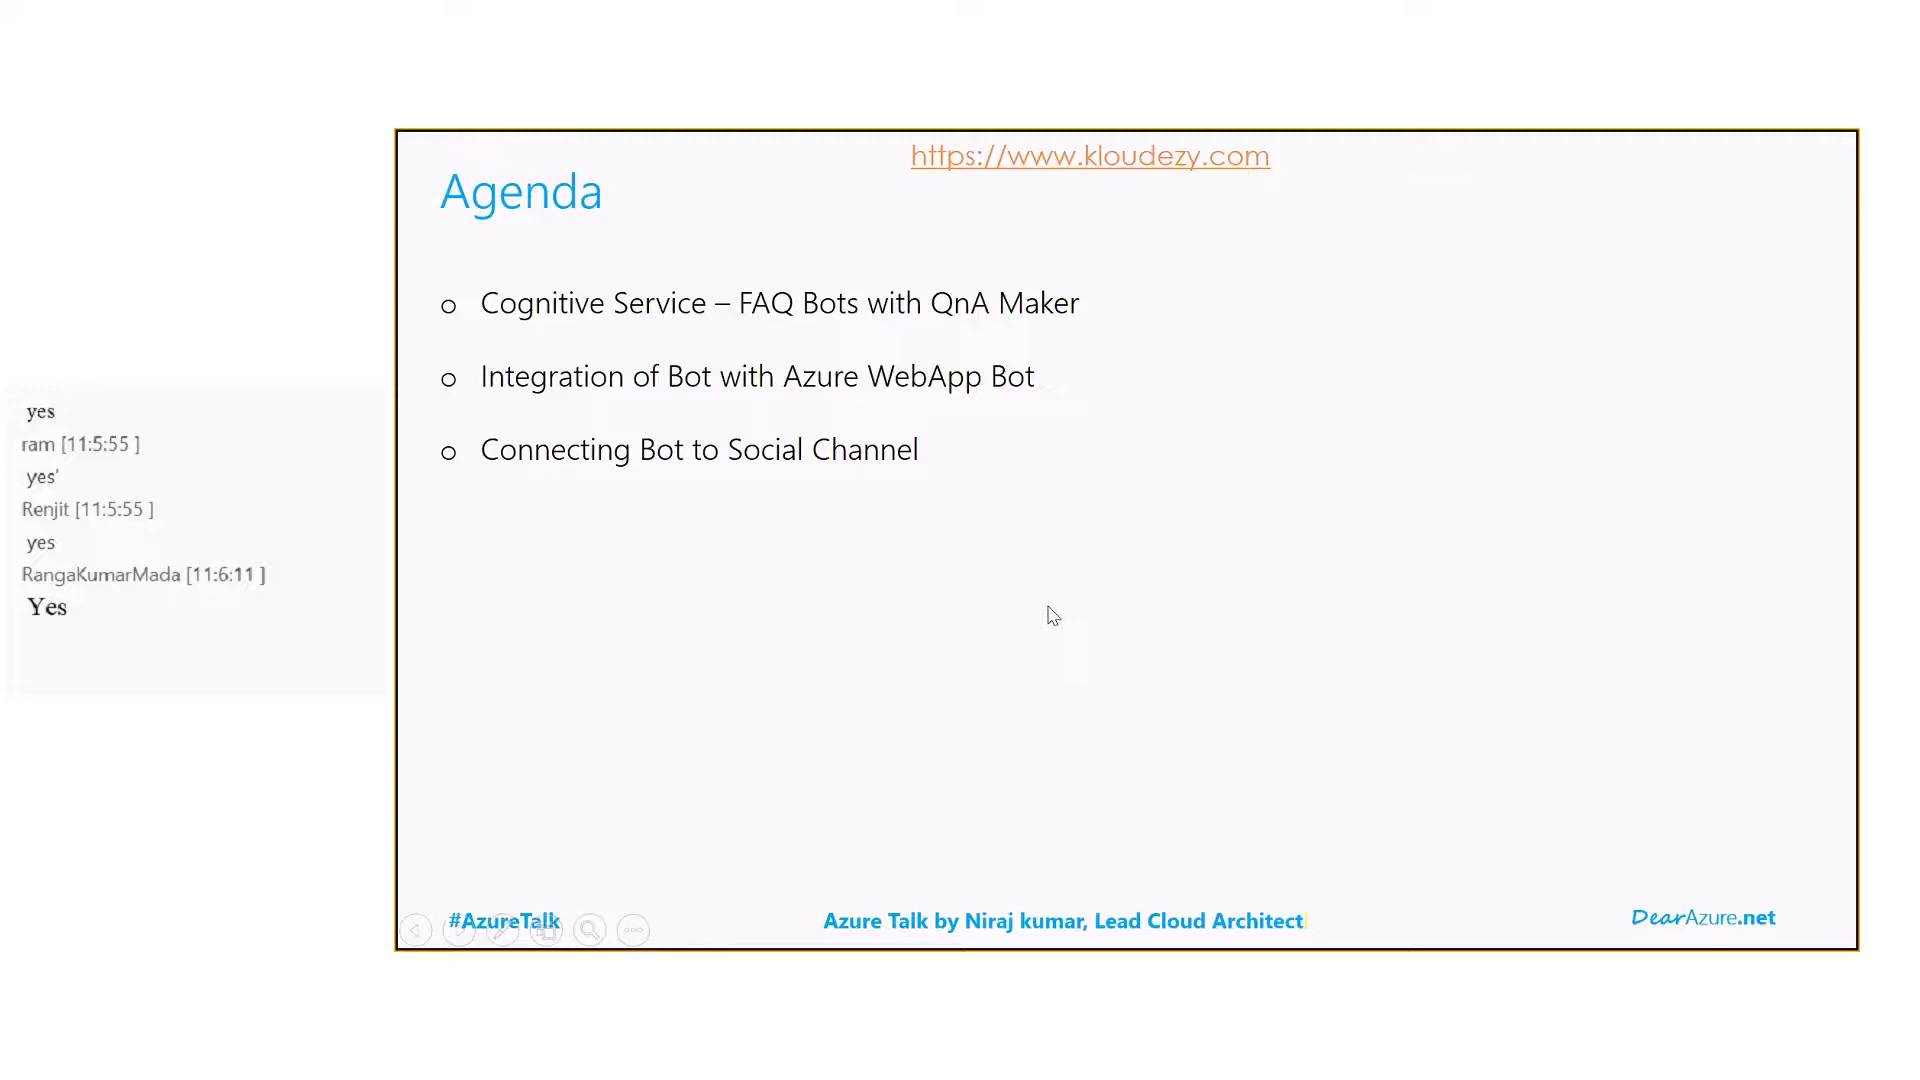 yes
ram [11:5:55 ]
yes'
Renjit [11:5:55 ]
yes
RangaKumarMada [11:6:11 ]
Yes
https://www.kloudezy.com
Agenda
o Cognitive Service – FAQ Bots with QnA Maker
o Integration of Bot with Azure WebApp Bot
o Connecting Bot to Social Channel
#AzureTalk
Azure Talk by Niraj kumar, Lead Cloud Architect
DearAzure.net